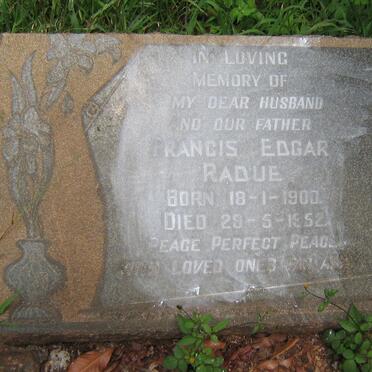 IN LOVING
MEMORY OF
MY DEAR HUSBAND
AND OUR FATHER
FRANCIS EDGAR
RADUE
BORN 18-1-1900
DIED 29-5-1952
PEACE PERFECT PEACE
LOVED ONES